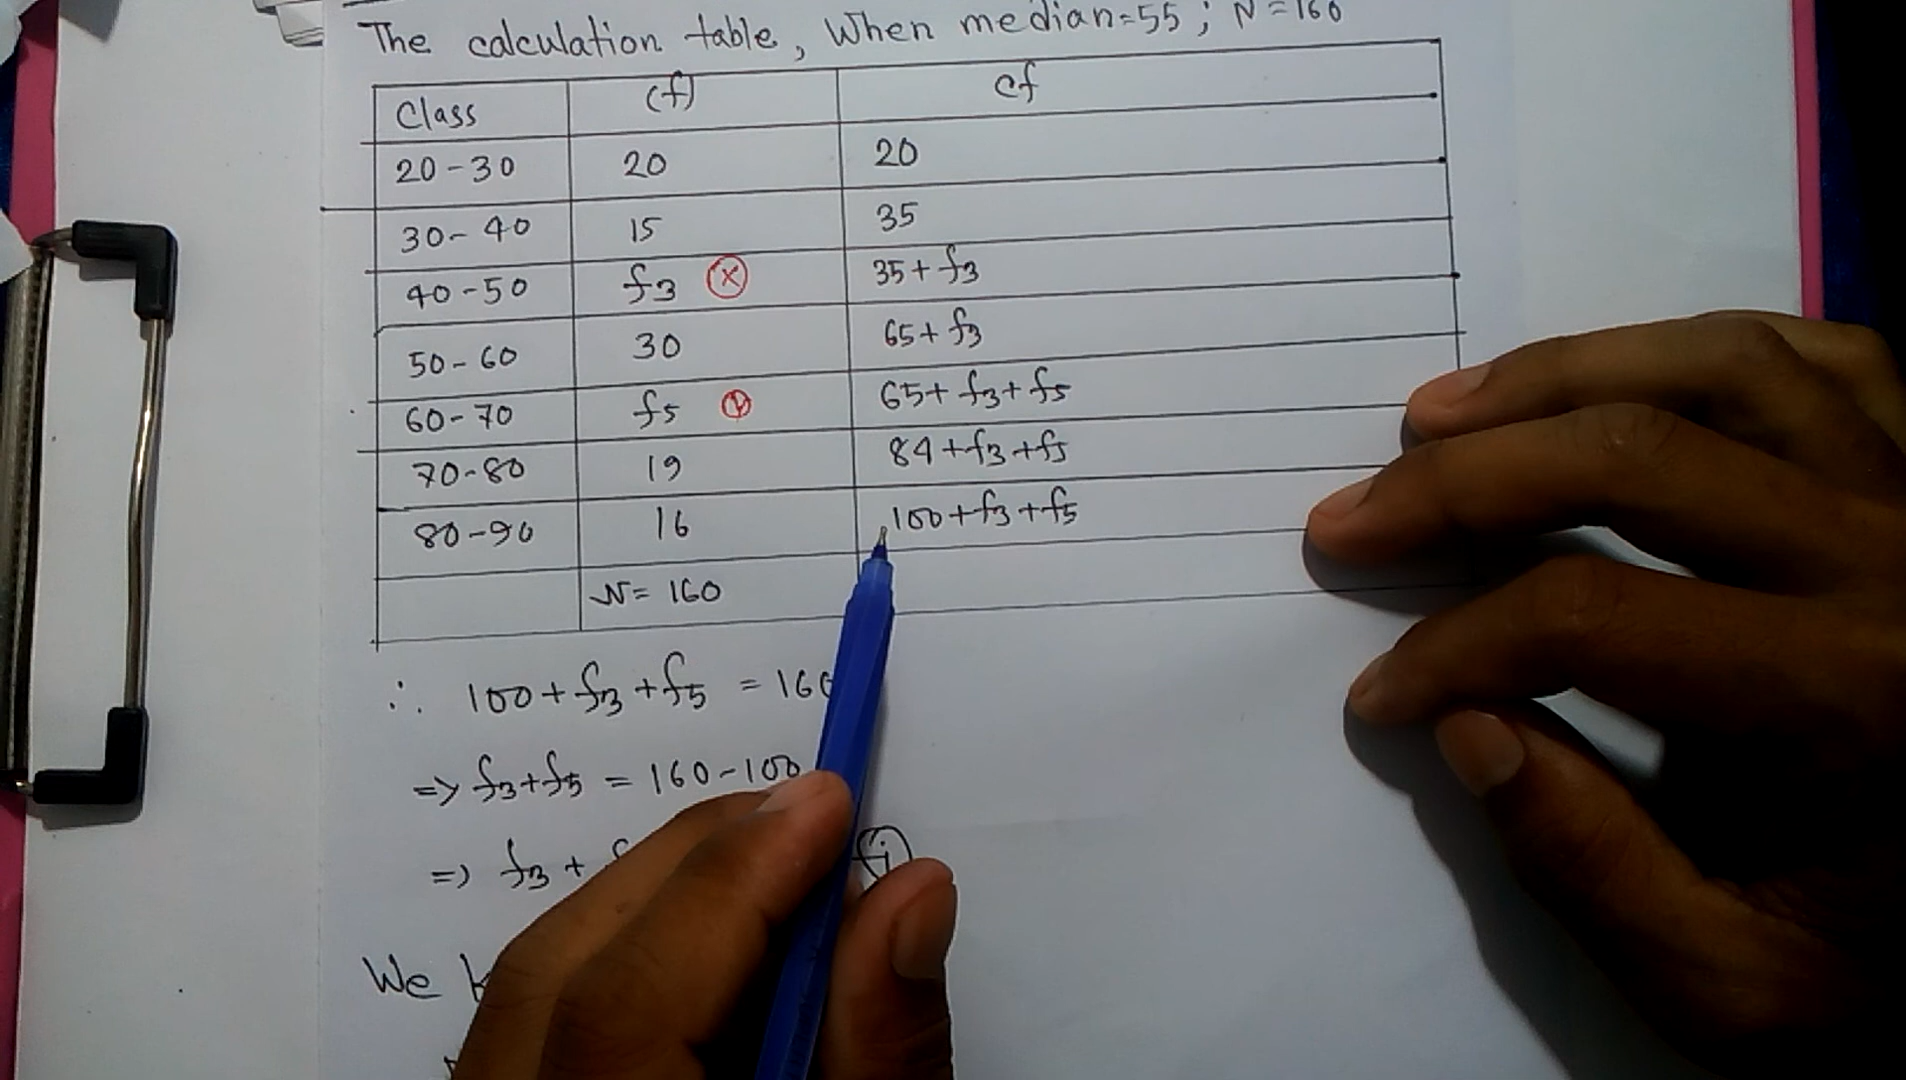 The calculation table, When median=55; N=160
Class (f) cf
20-30 20 20
30-40 15 35
40-50 f3 (x) 35+f3
50-60 30 65+f3
60-70 f5 (y) 65+f3+f5
70-80 19 84+f3+f5
80-90 16 100+f3+f5
N=160
∴ 100+f3+f5 = 160
=> f3+f5 = 160-100
=> f3 + (i)
We